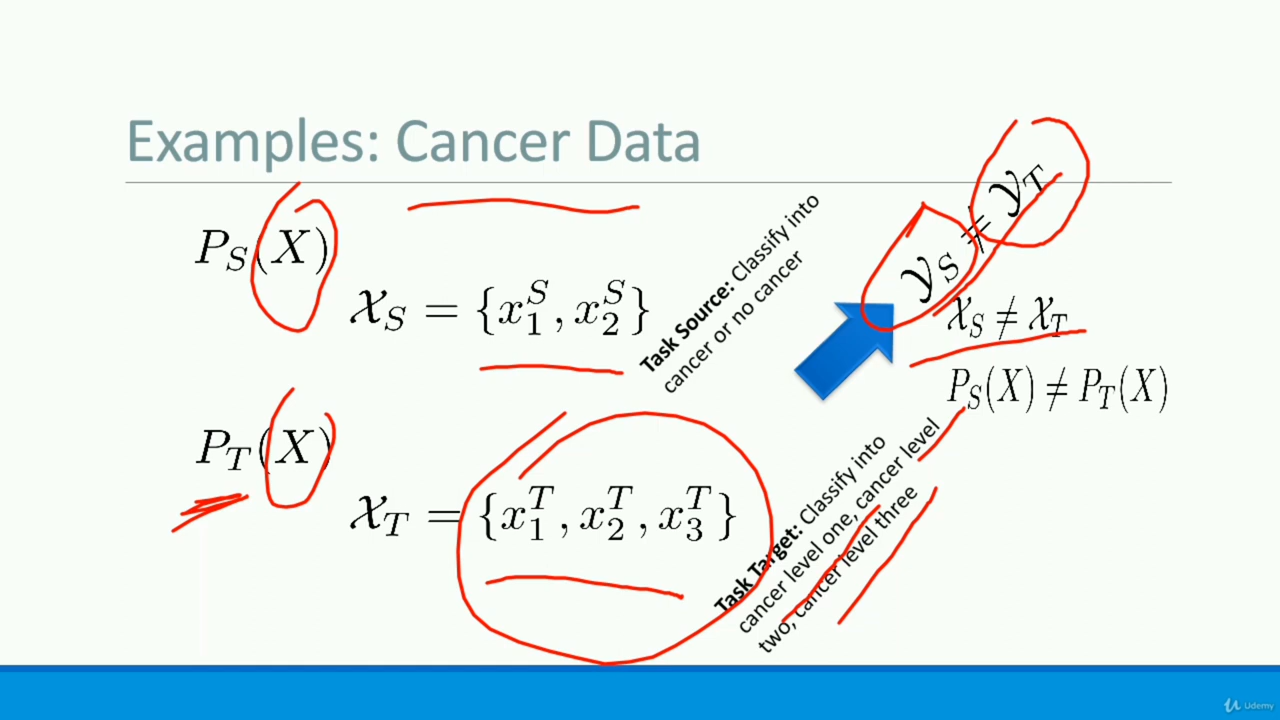 Examples: Cancer Data
P_S(X)
𝒳_S = {x_1^S, x_2^S}
Task Source: Classify into
cancer or no cancer
𝒴_S ≠ 𝒴_T
𝒳_S ≠ 𝒳_T
P_S(X) ≠ P_T(X)
P_T(X)
𝒳_T = {x_1^T, x_2^T, x_3^T}
Task Target: Classify into
cancer level one, cancer level
two, cancer level three
Udemy